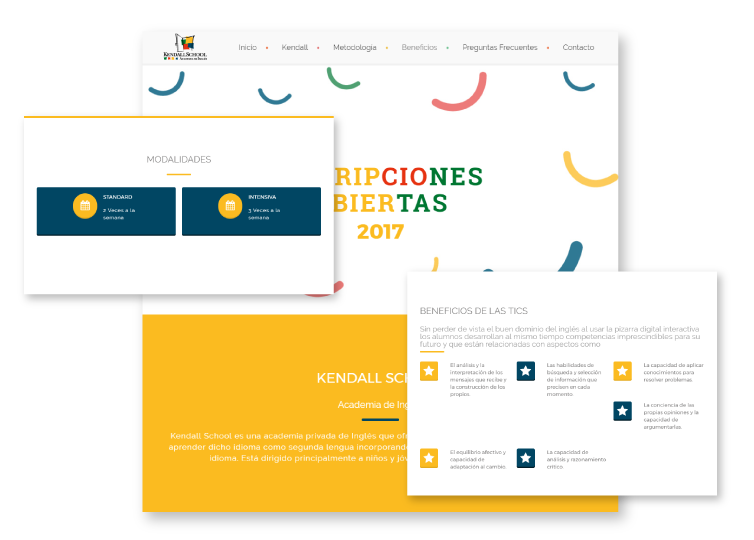 KENDALL SCHOOL
Academia de Inglés
Inicio • Kendall • Metodología • Beneficios • Preguntas Frecuentes • Contacto
RIPCIONES
BIERTAS
2017
MODALIDADES
STANDARD
2 Veces a la
semana
INTENSIVA
3 Veces a la
semana
KENDALL SC
Academia de In
Kendall School es una academia privada de Inglés que of
aprender dicho idioma como segunda lengua incorporand
idioma. Está dirigido principalmente a niños y jóv
BENEFICIOS DE LAS TICS
Sin perder de vista el buen dominio del inglés al usar la pizarra digital interactiva
los alumnos desarrollan al mismo tiempo competencias imprescindibles para su
futuro y que están relacionadas con aspectos como
El análisis y la
interpretación de los
mensajes que recibe y
la construcción de los
propios.
Las habilidades de
búsqueda y selección
de información que
precisen en cada
momento
La capacidad de aplicar
conocimientos para
resolver problemas
La conciencia de las
propias opiniones y la
capacidad de
argumentarlas
El equilibrio afectivo y
capacidad de
adaptación al cambio.
La capacidad de
análisis y razonamiento
crítico